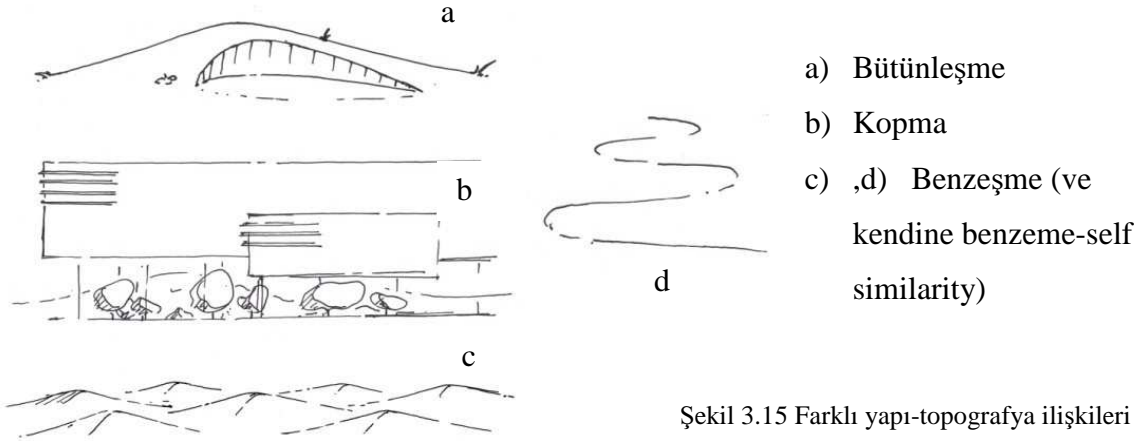 a
a) Bütünleşme
b) Kopma
b
c) ,d) Benzeşme (ve
kendine benzeme-self
similarity)
d
c
Şekil 3.15 Farklı yapı-topografya ilişkileri